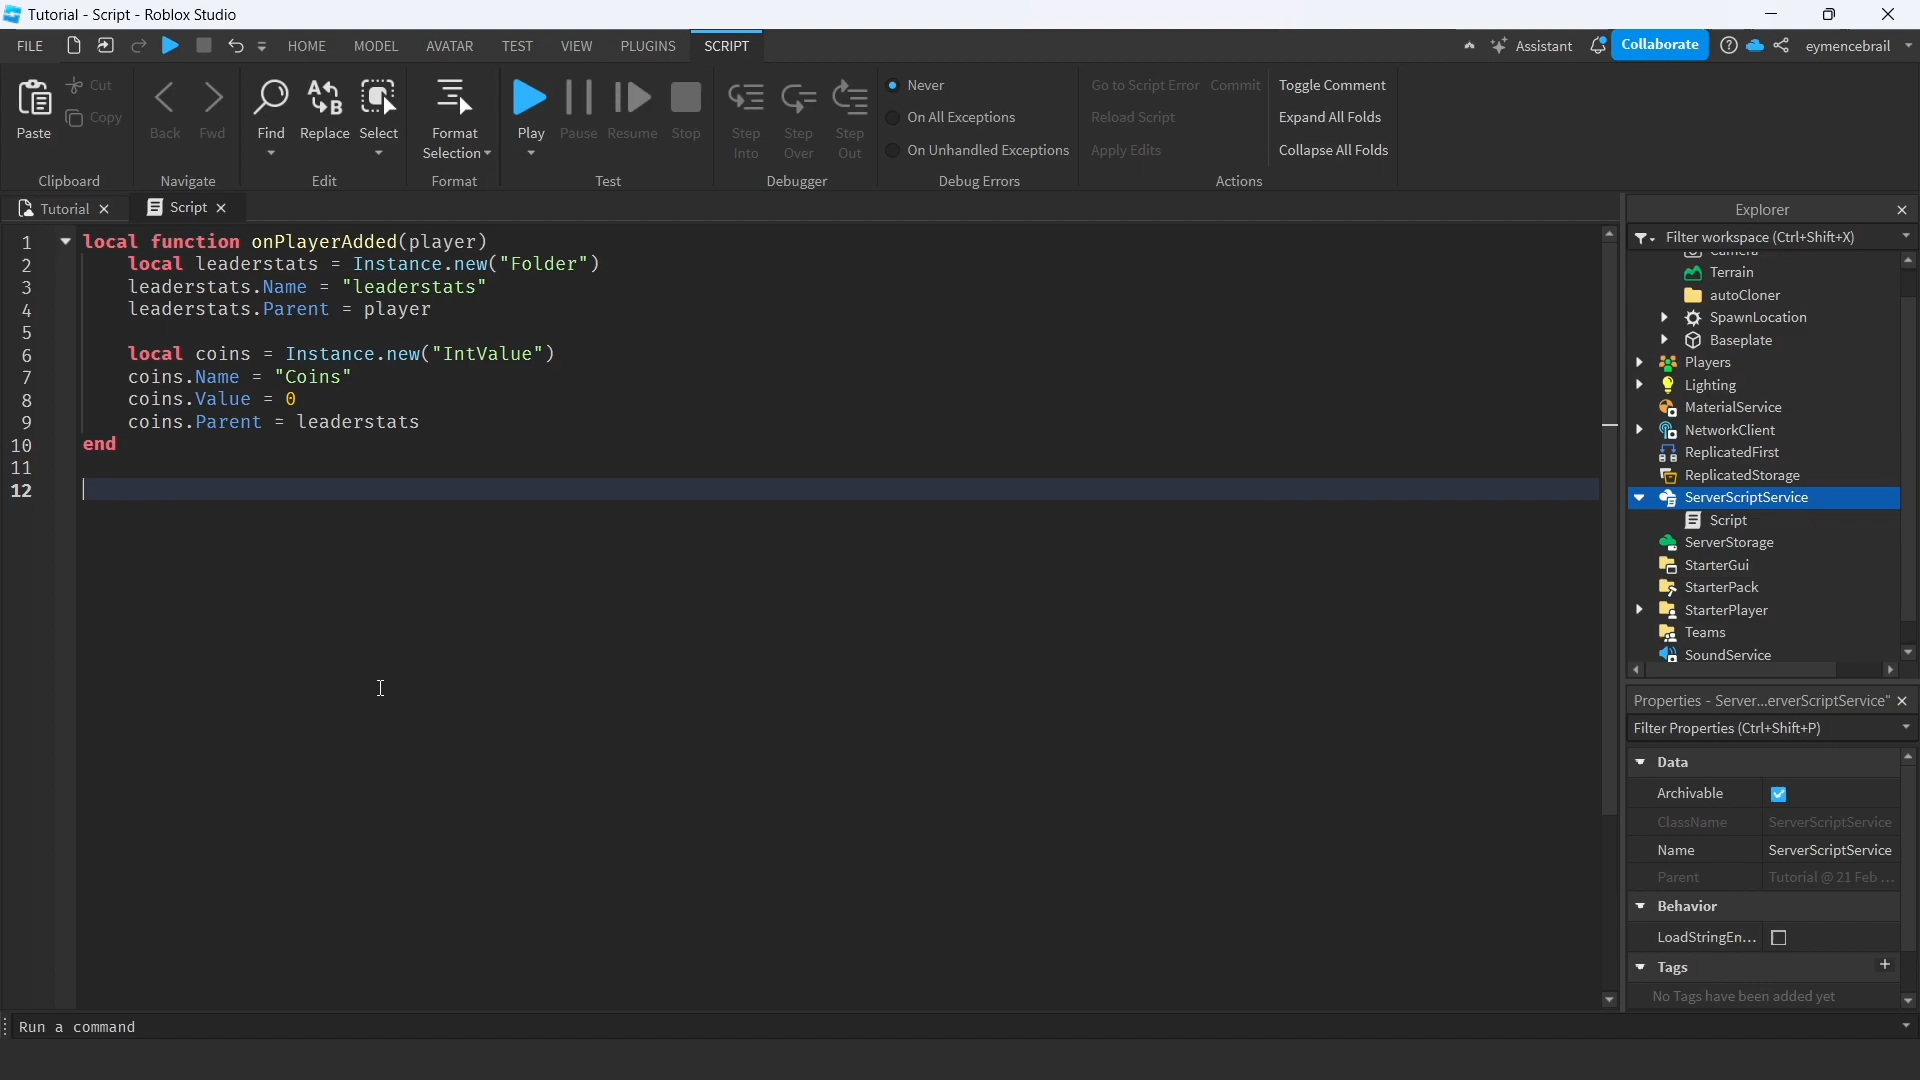 Tutorial - Script - Roblox Studio
FILE HOME MODEL AVATAR TEST VIEW PLUGINS SCRIPT Assistant Collaborate eymencebrail
Paste Cut Copy
Clipboard
Back Fwd
Navigate
Find Replace Select
Edit
Format Selection
Format
Play Pause Resume Stop
Test
Step Into Step Over Step Out
Debugger
Never
On All Exceptions
On Unhandled Exceptions
Debug Errors
Go to Script Error Commit
Reload Script
Apply Edits
Toggle Comment
Expand All Folds
Collapse All Folds
Actions
Tutorial Script
1 local function onPlayerAdded(player)
2 local leaderstats = Instance.new("Folder")
3 leaderstats.Name = "leaderstats"
4 leaderstats.Parent = player
5
6 local coins = Instance.new("IntValue")
7 coins.Name = "Coins"
8 coins.Value = 0
9 coins.Parent = leaderstats
10 end
11
12
Explorer
Filter workspace (Ctrl+Shift+X)
Camera
Terrain
autoCloner
SpawnLocation
Baseplate
Players
Lighting
MaterialService
NetworkClient
ReplicatedFirst
ReplicatedStorage
ServerScriptService
Script
ServerStorage
StarterGui
StarterPack
StarterPlayer
Teams
SoundService
Properties - Server...erverScriptService"
Filter Properties (Ctrl+Shift+P)
Data
Archivable
ClassName ServerScriptService
Name ServerScriptService
Parent Tutorial @ 21 Feb ...
Behavior
LoadStringEn...
Tags +
No Tags have been added yet
Run a command